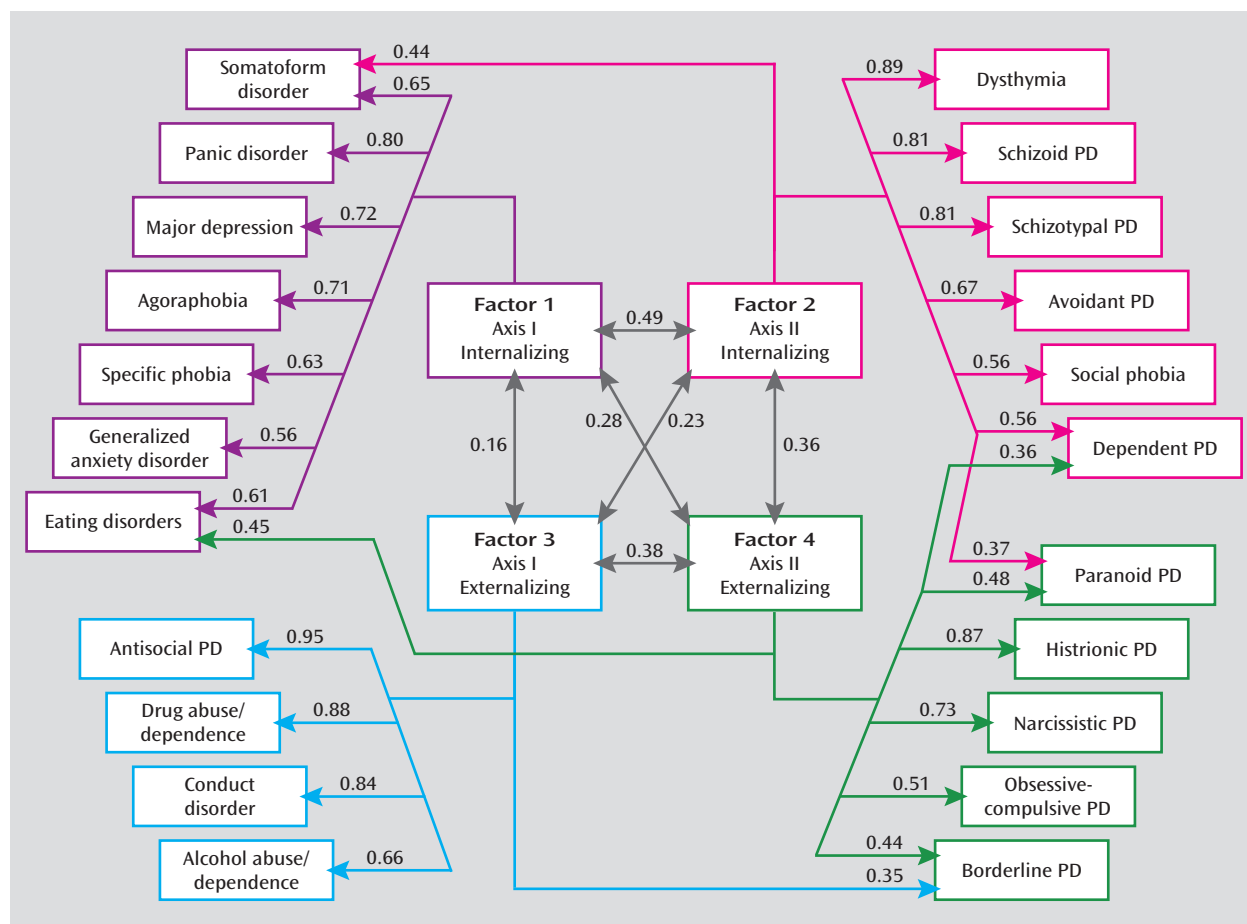 Somatoform
disorder
0.44
0.65
Panic disorder
0.80
Major depression
0.72
Agoraphobia
0.71
Specific phobia
0.63
Generalized
anxiety disorder
0.56
Eating disorders
0.61
0.45
Factor 1
Axis I
Internalizing
0.49
Factor 2
Axis II
Internalizing
0.16
0.28
0.23
0.36
Factor 3
Axis I
Externalizing
0.38
Factor 4
Axis II
Externalizing
0.89
Dysthymia
0.81
Schizoid PD
0.81
Schizotypal PD
0.67
Avoidant PD
0.56
Social phobia
0.56
0.36
Dependent PD
0.37
0.48
Paranoid PD
0.87
Histrionic PD
0.73
Narcissistic PD
0.51
Obsessive-
compulsive PD
0.44
0.35
Borderline PD
Antisocial PD
0.95
Drug abuse/
dependence
0.88
Conduct
disorder
0.84
Alcohol abuse/
dependence
0.66